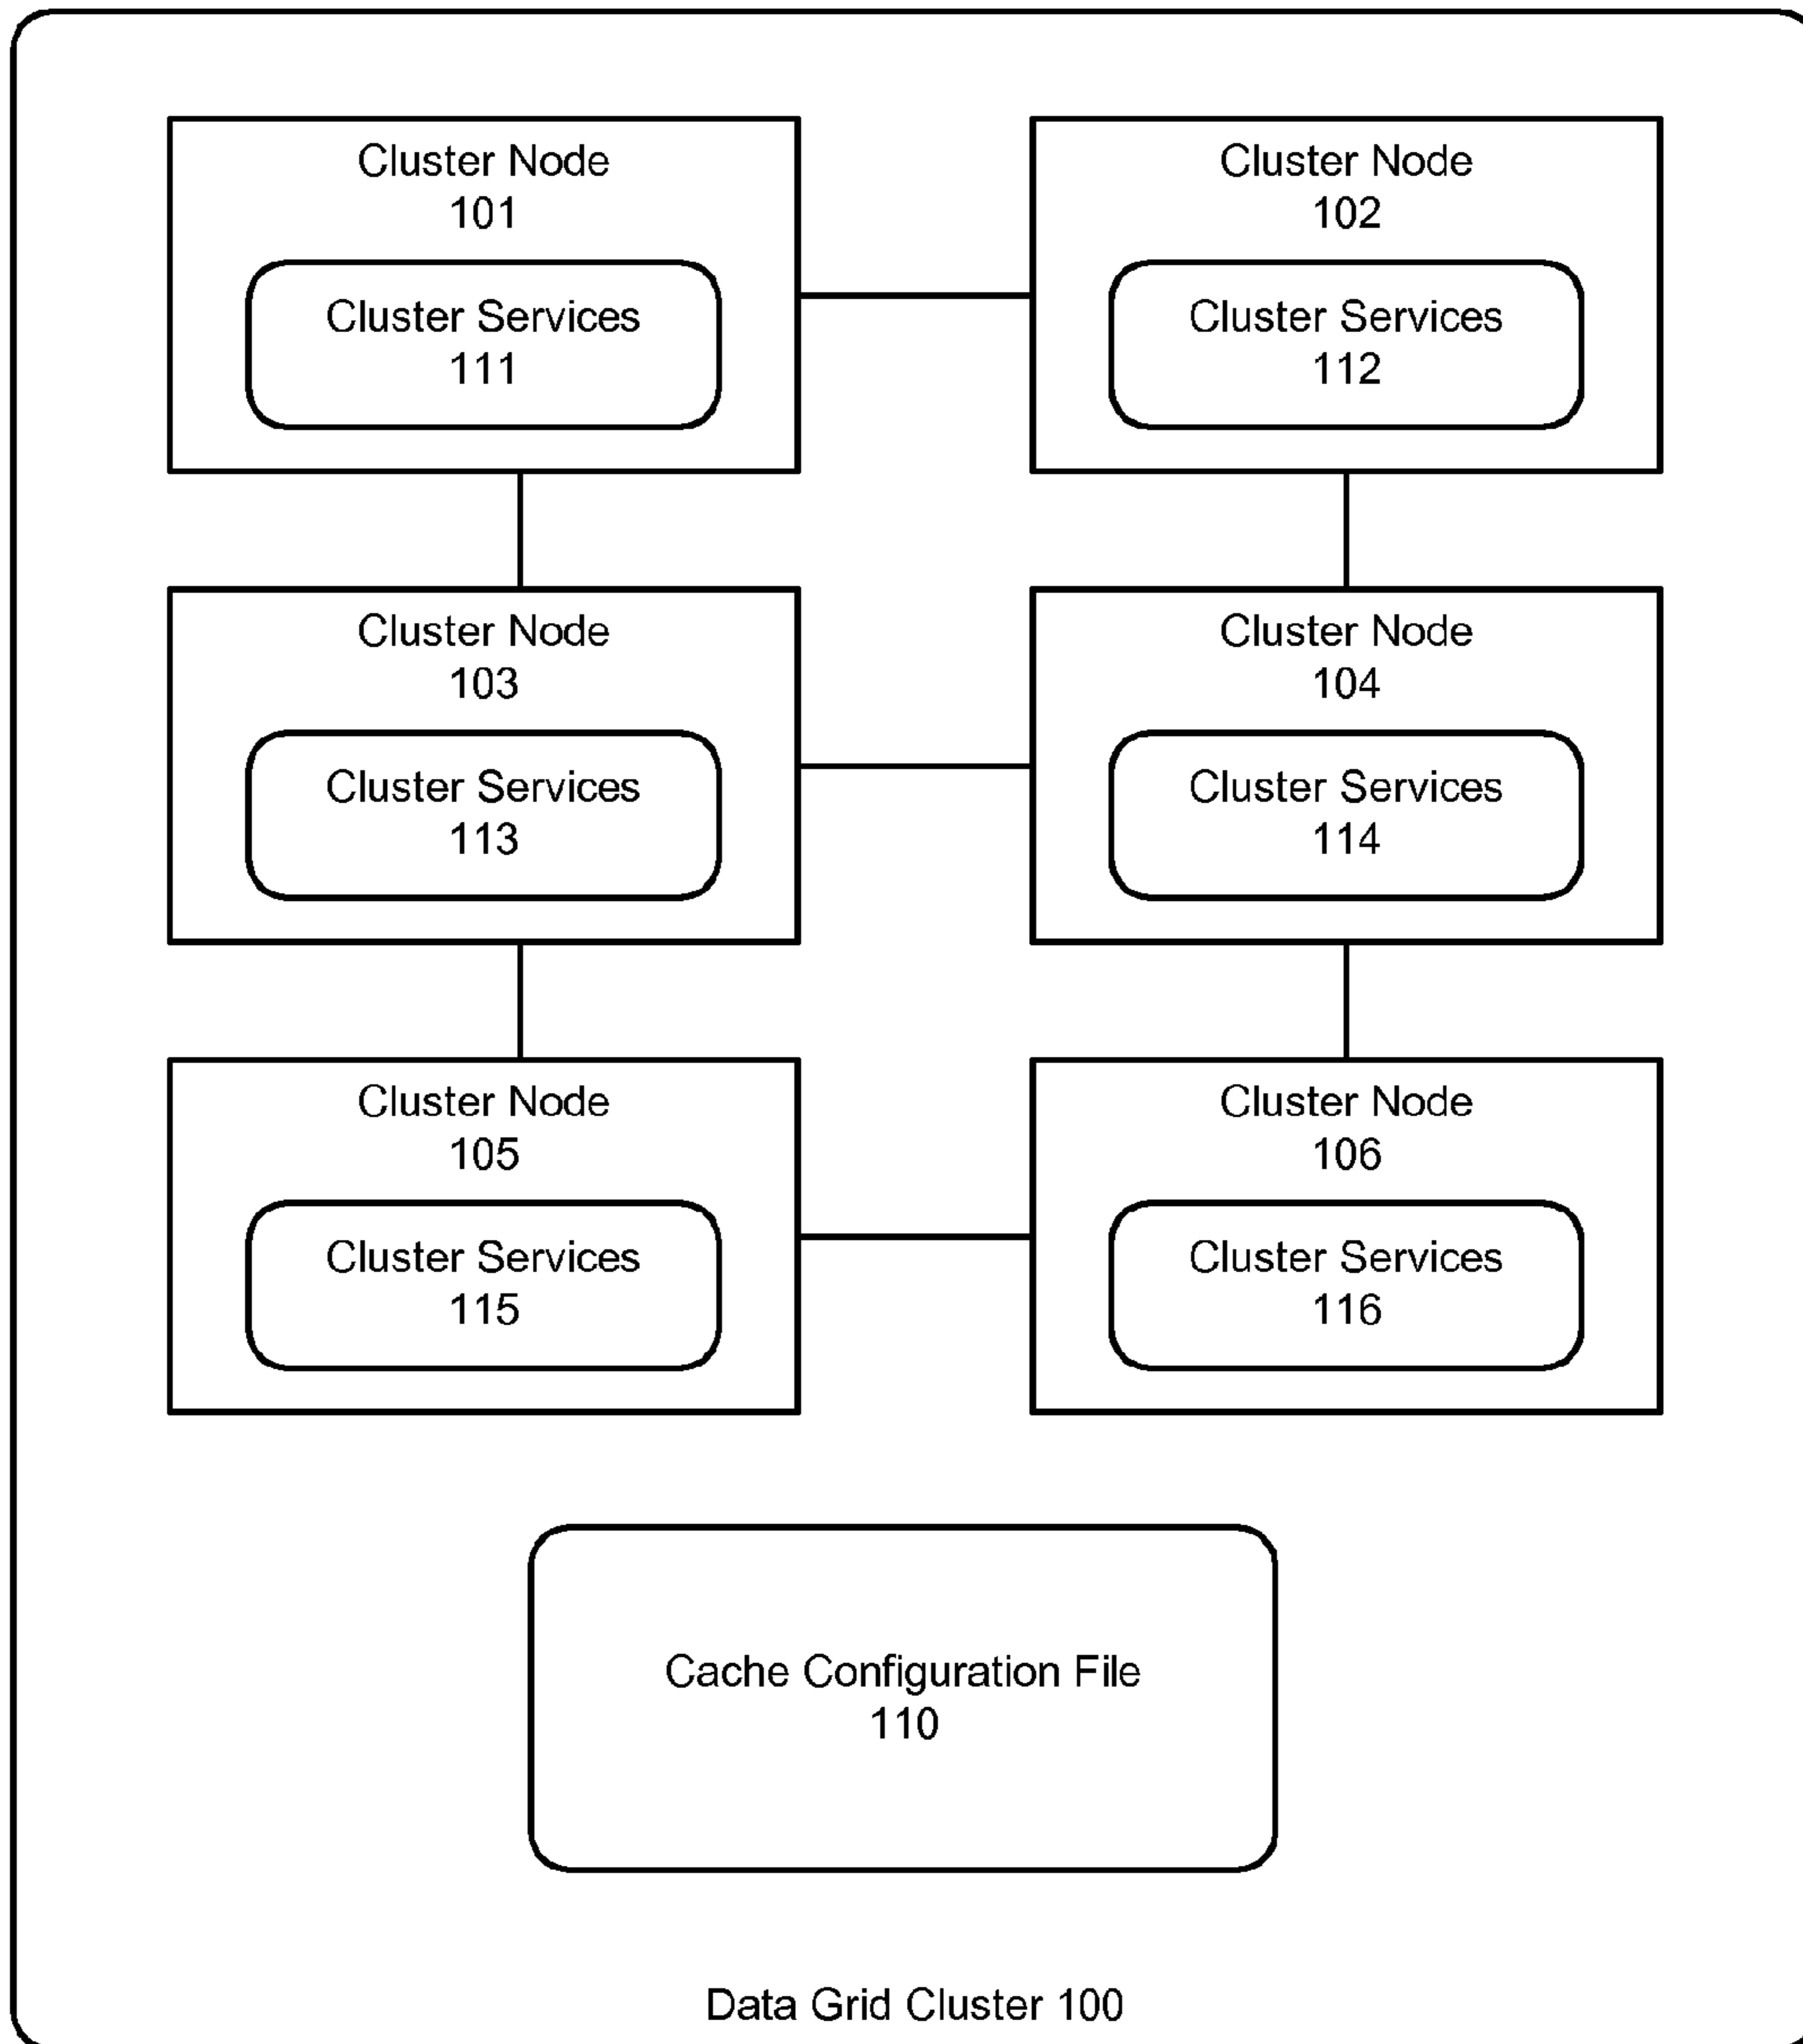 Cluster Node
101
Cluster Services
111
Cluster Node
102
Cluster Services
112
Cluster Node
103
Cluster Services
113
Cluster Node
104
Cluster Services
114
Cluster Node
105
Cluster Services
115
Cluster Node
106
Cluster Services
116
Cache Configuration File
110
Data Grid Cluster 100